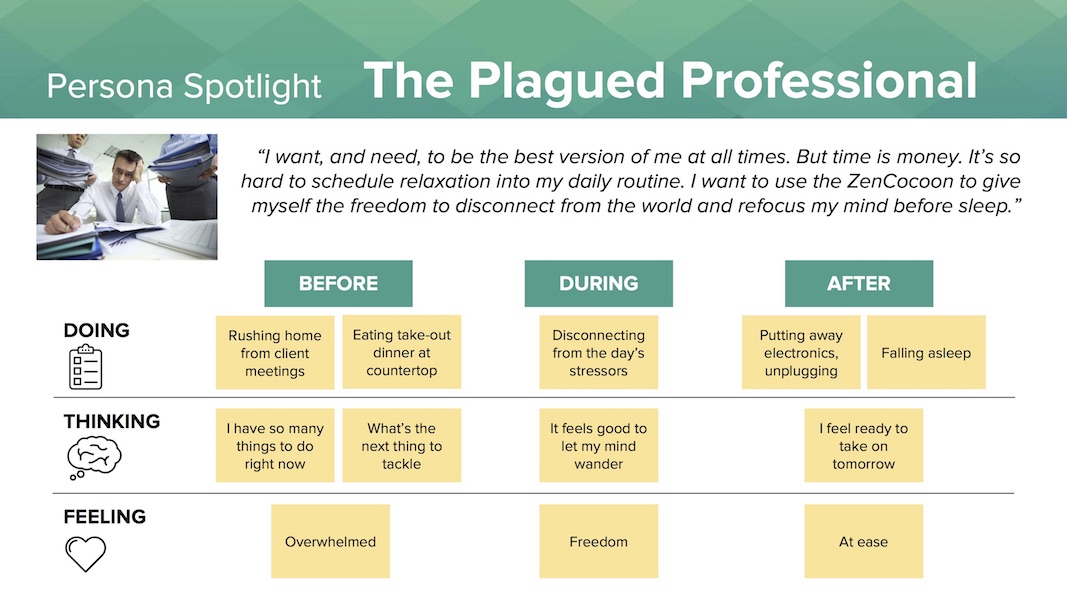 Persona Spotlight The Plagued Professional
“I want, and need, to be the best version of me at all times. But time is money. It’s so
hard to schedule relaxation into my daily routine. I want to use the ZenCocoon to give
myself the freedom to disconnect from the world and refocus my mind before sleep.”
BEFORE
DURING
AFTER
DOING
Rushing home
from client
meetings
Eating take-out
dinner at
countertop
Disconnecting
from the day’s
stressors
Putting away
electronics,
unplugging
Falling asleep
THINKING
I have so many
things to do
right now
What’s the
next thing to
tackle
It feels good to
let my mind
wander
I feel ready to
take on
tomorrow
FEELING
Overwhelmed
Freedom
At ease